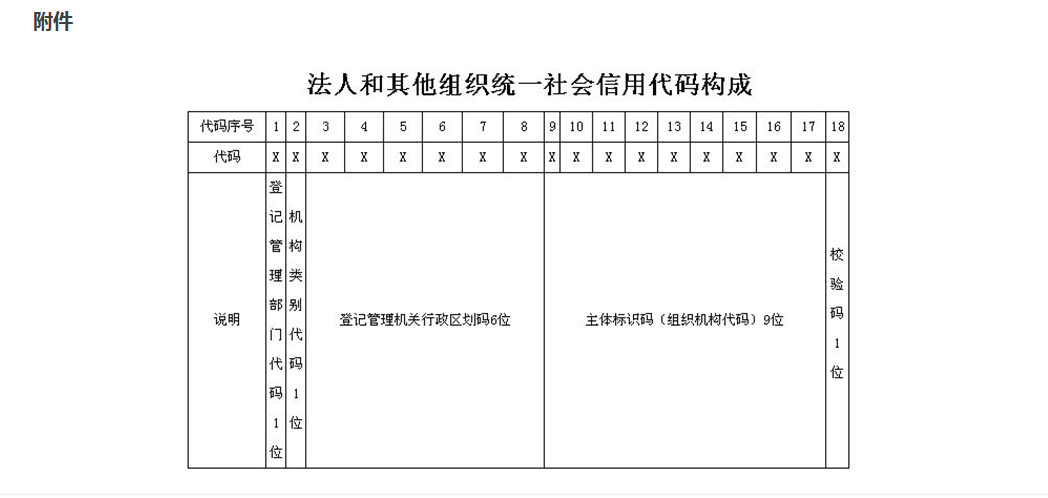 附件
法人和其他组织统一社会信用代码构成
代码序号 1 2 3 4 5 6 7 8 9 10 11 12 13 14 15 16 17 18
代码 X X X X X X X X X X X X X X X X X X
说明
登记管理部门代码1位
机构类别代码1位
登记管理机关行政区划码6位
主体标识码（组织机构代码）9位
校验码1位